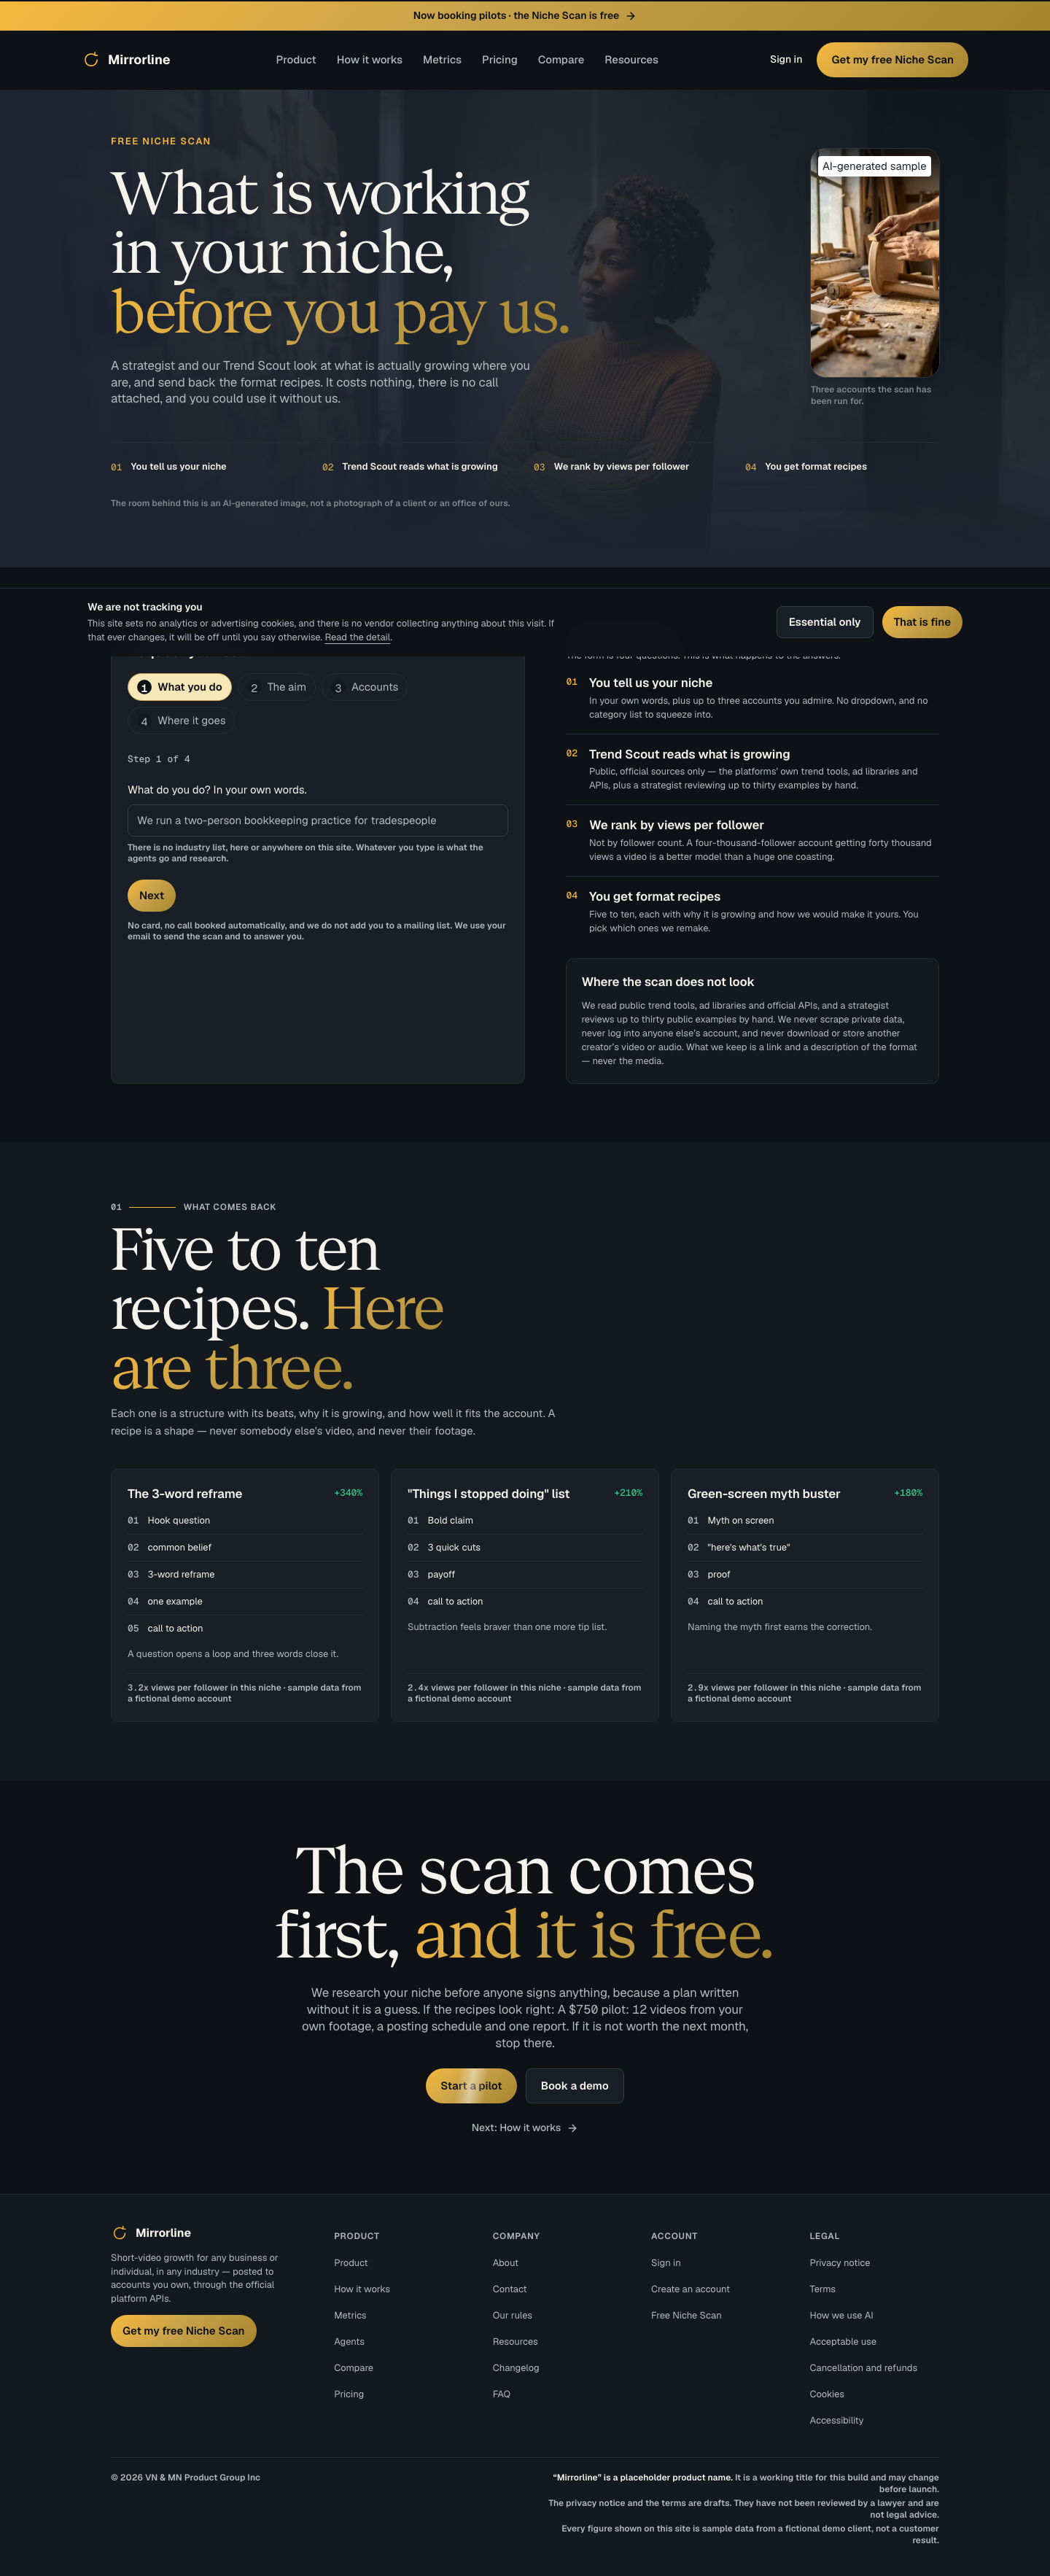 Now booking pilots · the Niche Scan is free →
Mirrorline
Product
How it works
Metrics
Pricing
Compare
Resources
Sign in
Get my free Niche Scan
FREE NICHE SCAN
What is working
in your niche,
before you pay us.
A strategist and our Trend Scout look at what is actually growing where you
are, and send back the format recipes. It costs nothing, there is no call
attached, and you could use it without us.
AI-generated sample
Three accounts the scan has
been run for.
01 You tell us your niche
02 Trend Scout reads what is growing
03 We rank by views per follower
04 You get format recipes
The room behind this is an AI-generated image, not a photograph of a client or an office of ours.
We are not tracking you
This site sets no analytics or advertising cookies, and there is no vendor collecting anything about this visit. If
that ever changes, it will be off until you say otherwise. Read the detail.
Essential only
That is fine
1 What you do
2 The aim
3 Accounts
4 Where it goes
Step 1 of 4
What do you do? In your own words.
We run a two-person bookkeeping practice for tradespeople
There is no industry list, here or anywhere on this site. Whatever you type is what the
agents go and research.
Next
No card, no call booked automatically, and we do not add you to a mailing list. We use your
email to send the scan and to answer you.
The form is four questions. This is what happens to the answers.
01 You tell us your niche
In your own words, plus up to three accounts you admire. No dropdown, and no
category list to squeeze into.
02 Trend Scout reads what is growing
Public, official sources only — the platforms' own trend tools, ad libraries and
APIs, plus a strategist reviewing up to thirty examples by hand.
03 We rank by views per follower
Not by follower count. A four-thousand-follower account getting forty thousand
views a video is a better model than a huge one coasting.
04 You get format recipes
Five to ten, each with why it is growing and how we would make it yours. You
pick which ones we remake.
Where the scan does not look
We read public trend tools, ad libraries and official APIs, and a strategist
reviews up to thirty public examples by hand. We never scrape private data,
never log into anyone else's account, and never download or store another
creator's video or audio. What we keep is a link and a description of the format
— never the media.
01 WHAT COMES BACK
Five to ten
recipes. Here
are three.
Each one is a structure with its beats, why it is growing, and how well it fits the account. A
recipe is a shape — never somebody else's video, and never their footage.
The 3-word reframe +340%
01 Hook question
02 common belief
03 3-word reframe
04 one example
05 call to action
A question opens a loop and three words close it.
3.2x views per follower in this niche · sample data from
a fictional demo account
"Things I stopped doing" list +210%
01 Bold claim
02 3 quick cuts
03 payoff
04 call to action
Subtraction feels braver than one more tip list.
2.4x views per follower in this niche · sample data from
a fictional demo account
Green-screen myth buster +180%
01 Myth on screen
02 "here's what's true"
03 proof
04 call to action
Naming the myth first earns the correction.
2.9x views per follower in this niche · sample data from
a fictional demo account
The scan comes
first, and it is free.
We research your niche before anyone signs anything, because a plan written
without it is a guess. If the recipes look right: A $750 pilot: 12 videos from your
own footage, a posting schedule and one report. If it is not worth the next month,
stop there.
Start a pilot
Book a demo
Next: How it works →
Mirrorline
Short-video growth for any business or
individual, in any industry — posted to
accounts you own, through the official
platform APIs.
Get my free Niche Scan
PRODUCT
Product
How it works
Metrics
Agents
Compare
Pricing
COMPANY
About
Contact
Our rules
Resources
Changelog
FAQ
ACCOUNT
Sign in
Create an account
Free Niche Scan
LEGAL
Privacy notice
Terms
How we use AI
Acceptable use
Cancellation and refunds
Cookies
Accessibility
© 2026 VN & MN Product Group Inc
“Mirrorline” is a placeholder product name. It is a working title for this build and may change
before launch.
The privacy notice and the terms are drafts. They have not been reviewed by a lawyer and are
not legal advice.
Every figure shown on this site is sample data from a fictional demo client, not a customer
result.